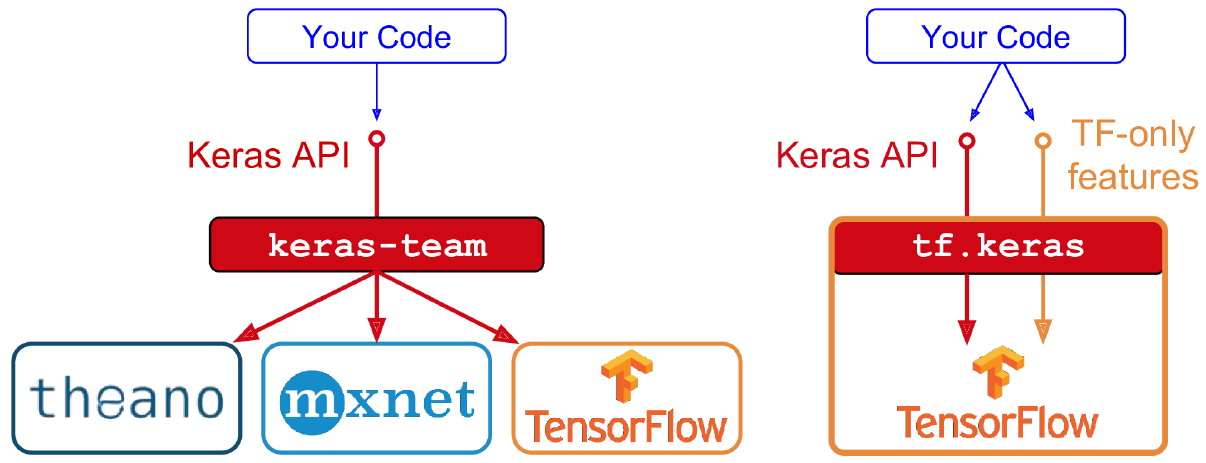 Your Code
Keras API
keras-team
theano
mxnet
TensorFlow
Your Code
Keras API
TF-only
features
tf.keras
TensorFlow